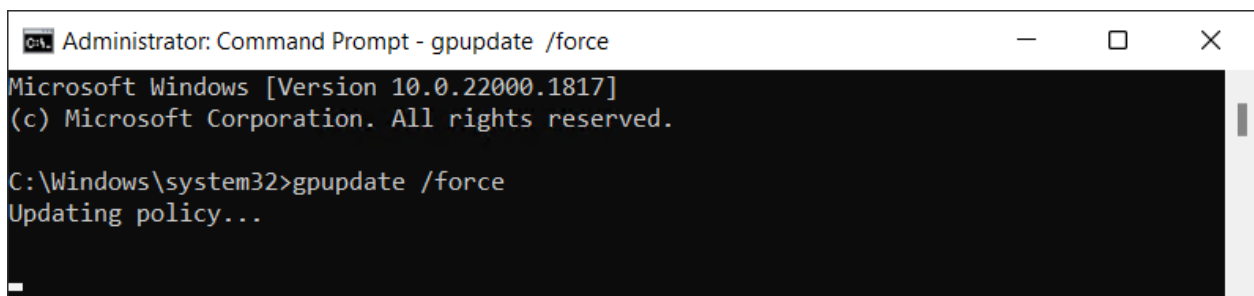 Administrator: Command Prompt - gpupdate  /force
Microsoft Windows [Version 10.0.22000.1817]
(c) Microsoft Corporation. All rights reserved.
C:\Windows\system32>gpupdate /force
Updating policy...